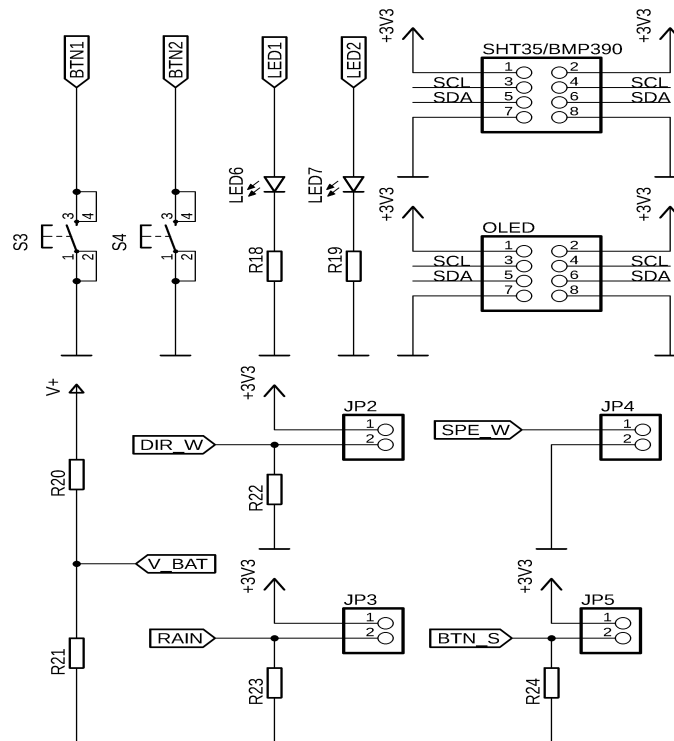 BTN1
BTN2
LED1
LED2
+3V3
SHT35/BMP390
+3V3
1 2
SCL 3 4 SCL
SDA 5 6 SDA
7 8
S3
3 4
1 2
S4
3 4
1 2
LED6
LED7
R18
R19
+3V3
OLED
+3V3
1 2
SCL 3 4 SCL
SDA 5 6 SDA
7 8
V+
+3V3
JP2
1
DIR_W 2
R20
R22
SPE_W
JP4
1
2
V_BAT
+3V3
JP3
1
RAIN 2
R21
R23
+3V3
JP5
1
BTN_S 2
R24